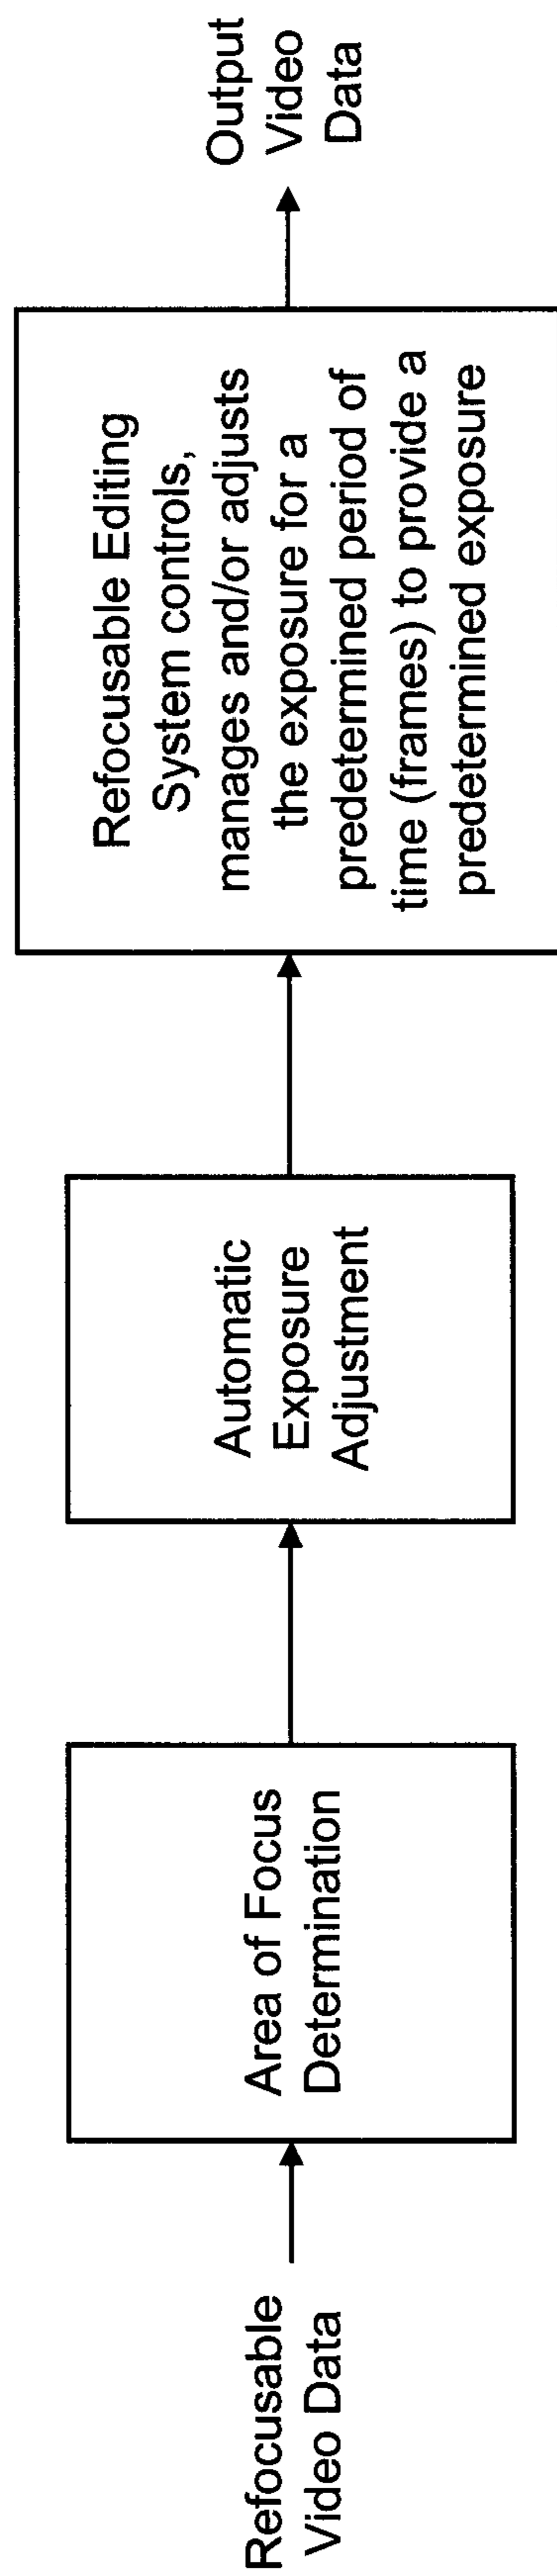 Refocusable
Video Data
Area of Focus
Determination
Automatic
Exposure
Adjustment
Refocusable Editing
System controls,
manages and/or adjusts
the exposure for a
predetermined period of
time (frames) to provide a
predetermined exposure
Output
Video
Data